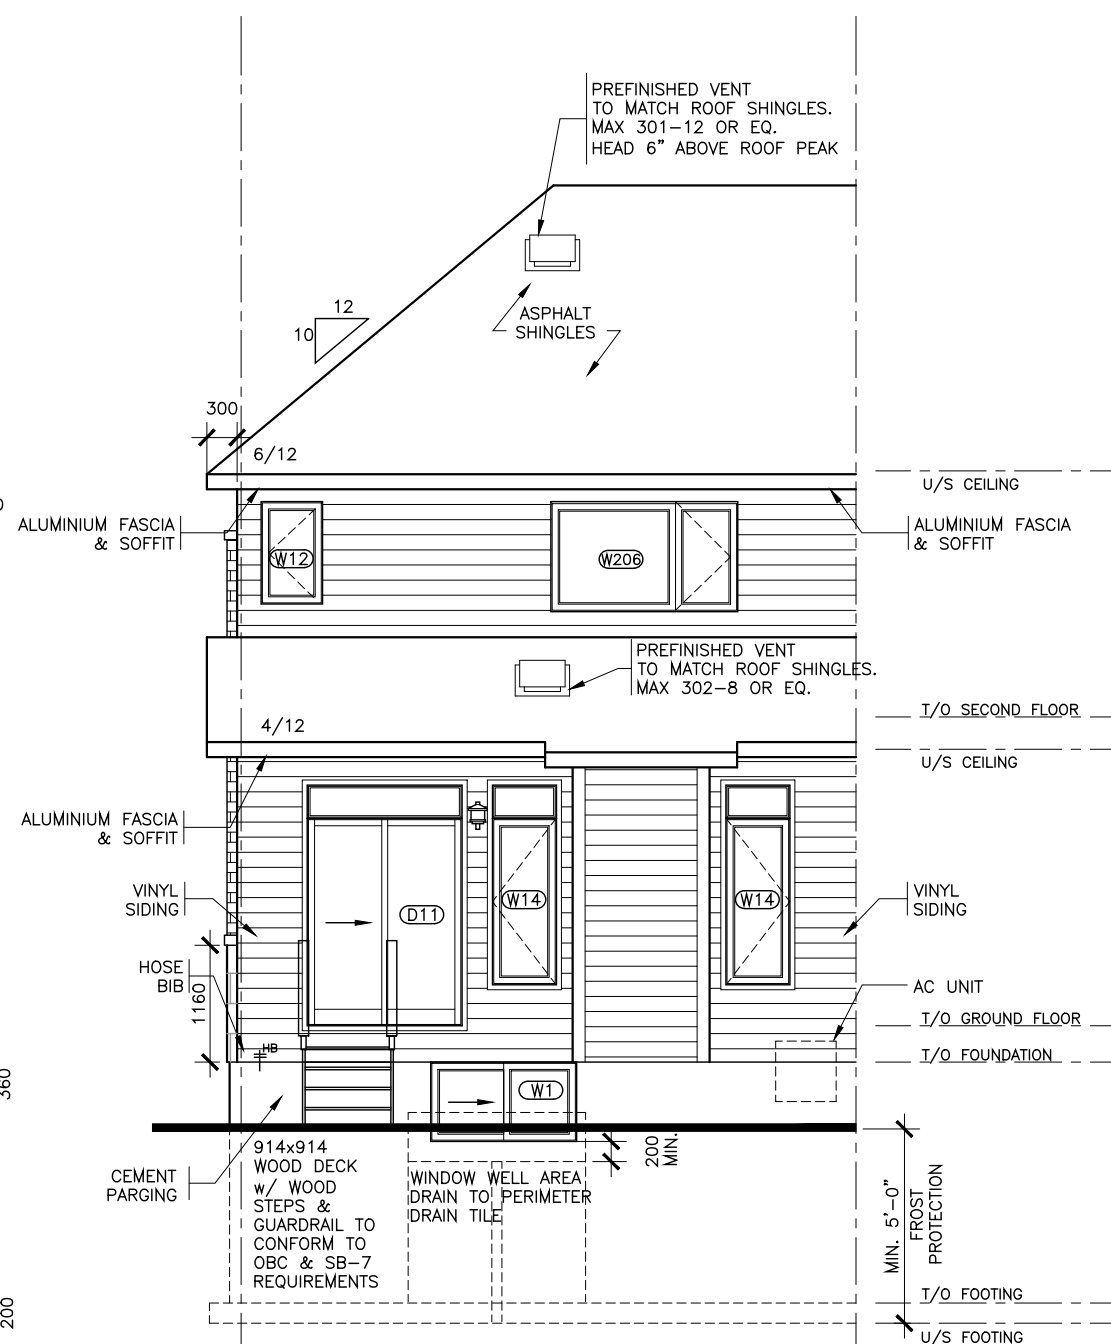 PREFINISHED VENT
TO MATCH ROOF SHINGLES.
MAX 301-12 OR EQ.
HEAD 6" ABOVE ROOF PEAK
12
10
ASPHALT
SHINGLES
300
6/12
U/S CEILING
ALUMINIUM FASCIA
& SOFFIT
ALUMINIUM FASCIA
& SOFFIT
W12
W206
PREFINISHED VENT
TO MATCH ROOF SHINGLES.
MAX 302-8 OR EQ.
T/O SECOND FLOOR
4/12
U/S CEILING
ALUMINIUM FASCIA
& SOFFIT
VINYL
SIDING
D11
W14
W14
VINYL
SIDING
HOSE
BIB
1160
AC UNIT
T/O GROUND FLOOR
HB
T/O FOUNDATION
360
W1
914x914
WOOD DECK
w/ WOOD
STEPS &
GUARDRAIL TO
CONFORM TO
OBC & SB-7
REQUIREMENTS
CEMENT
PARGING
WINDOW WELL AREA
DRAIN TO PERIMETER
DRAIN TILE
200
MIN.
MIN. 5'-0"
FROST
PROTECTION
T/O FOOTING
200
U/S FOOTING